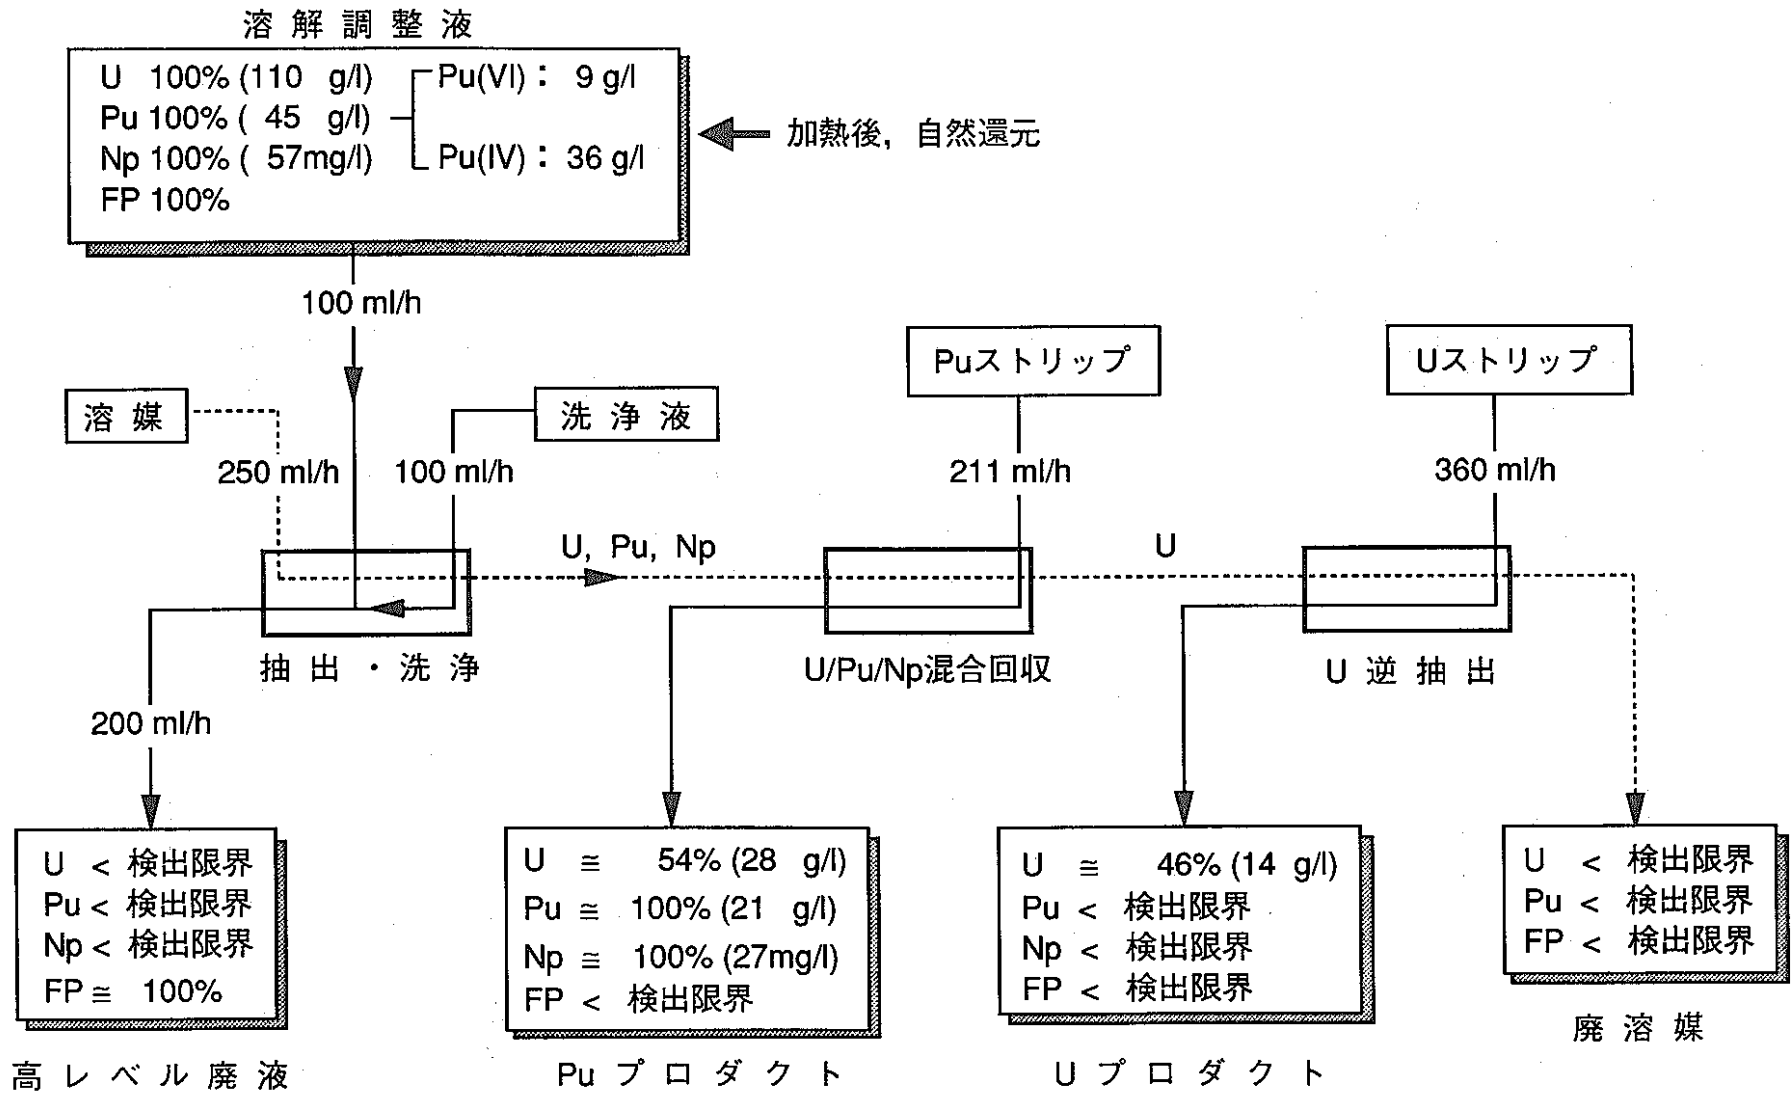 溶解調整液
U 100% (110 g/l)
Pu 100% ( 45 g/l)
Np 100% ( 57mg/l)
FP 100%
Pu(VI) : 9 g/l
Pu(IV) : 36 g/l
加熱後, 自然還元
100 ml/h
溶媒
洗浄液
Puストリップ
Uストリップ
250 ml/h
100 ml/h
211 ml/h
360 ml/h
U, Pu, Np
U
抽出・洗浄
U/Pu/Np混合回収
U逆抽出
200 ml/h
U < 検出限界
Pu < 検出限界
Np < 検出限界
FP ≅ 100%
高レベル廃液
U ≅ 54% (28 g/l)
Pu ≅ 100% (21 g/l)
Np ≅ 100% (27mg/l)
FP < 検出限界
Puプロダクト
U ≅ 46% (14 g/l)
Pu < 検出限界
Np < 検出限界
FP < 検出限界
Uプロダクト
U < 検出限界
Pu < 検出限界
FP < 検出限界
廃溶媒